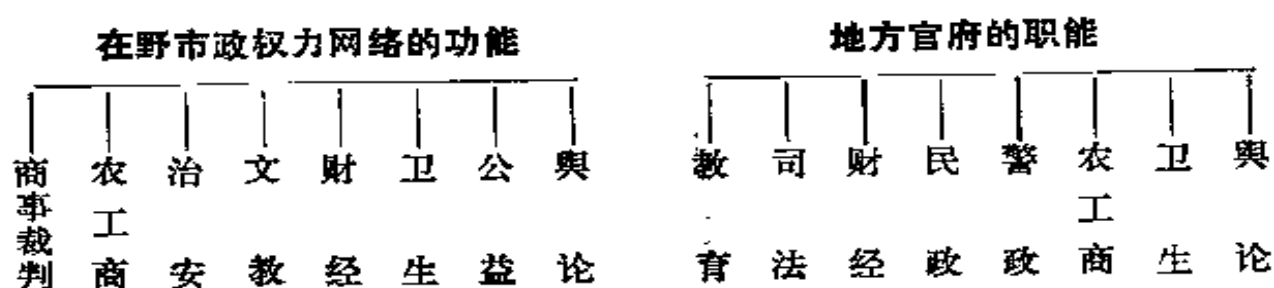 在野市政权力网络的功能
商事裁判
农工商
治安
文教
财经
卫生
公益
舆论
地方官府的职能
教育
司法
财经
民政
警政
农工商
卫生
舆论